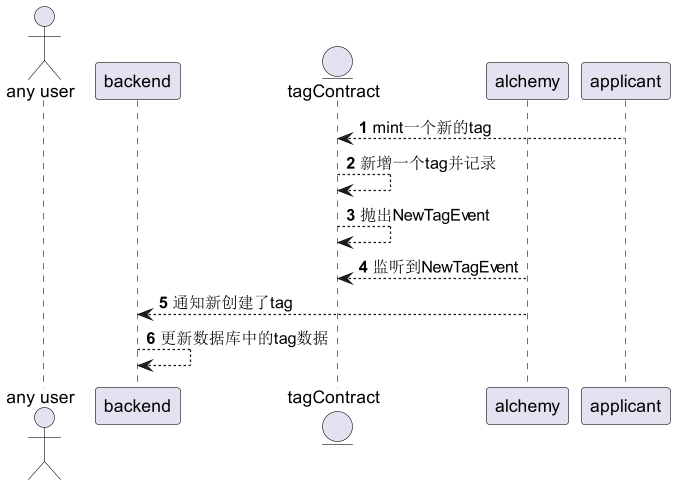 any user
backend
tagContract
alchemy
applicant
1 mint一个新的tag
2 新增一个tag并记录
3 抛出NewTagEvent
4 监听到NewTagEvent
5 通知新创建了tag
6 更新数据库中的tag数据
any user
backend
tagContract
alchemy
applicant